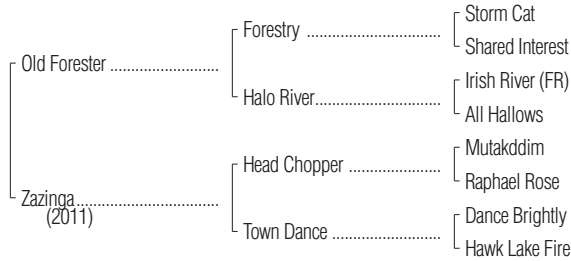 Storm Cat
Forestry ..........................................
Shared Interest
Old Forester ..................................
Irish River (FR)
Halo River.......................................
All Hallows
Mutakddim
Head Chopper .............................
Raphael Rose
Zazinga............................................
(2011)
Dance Brightly
Town Dance ..................................
Hawk Lake Fire